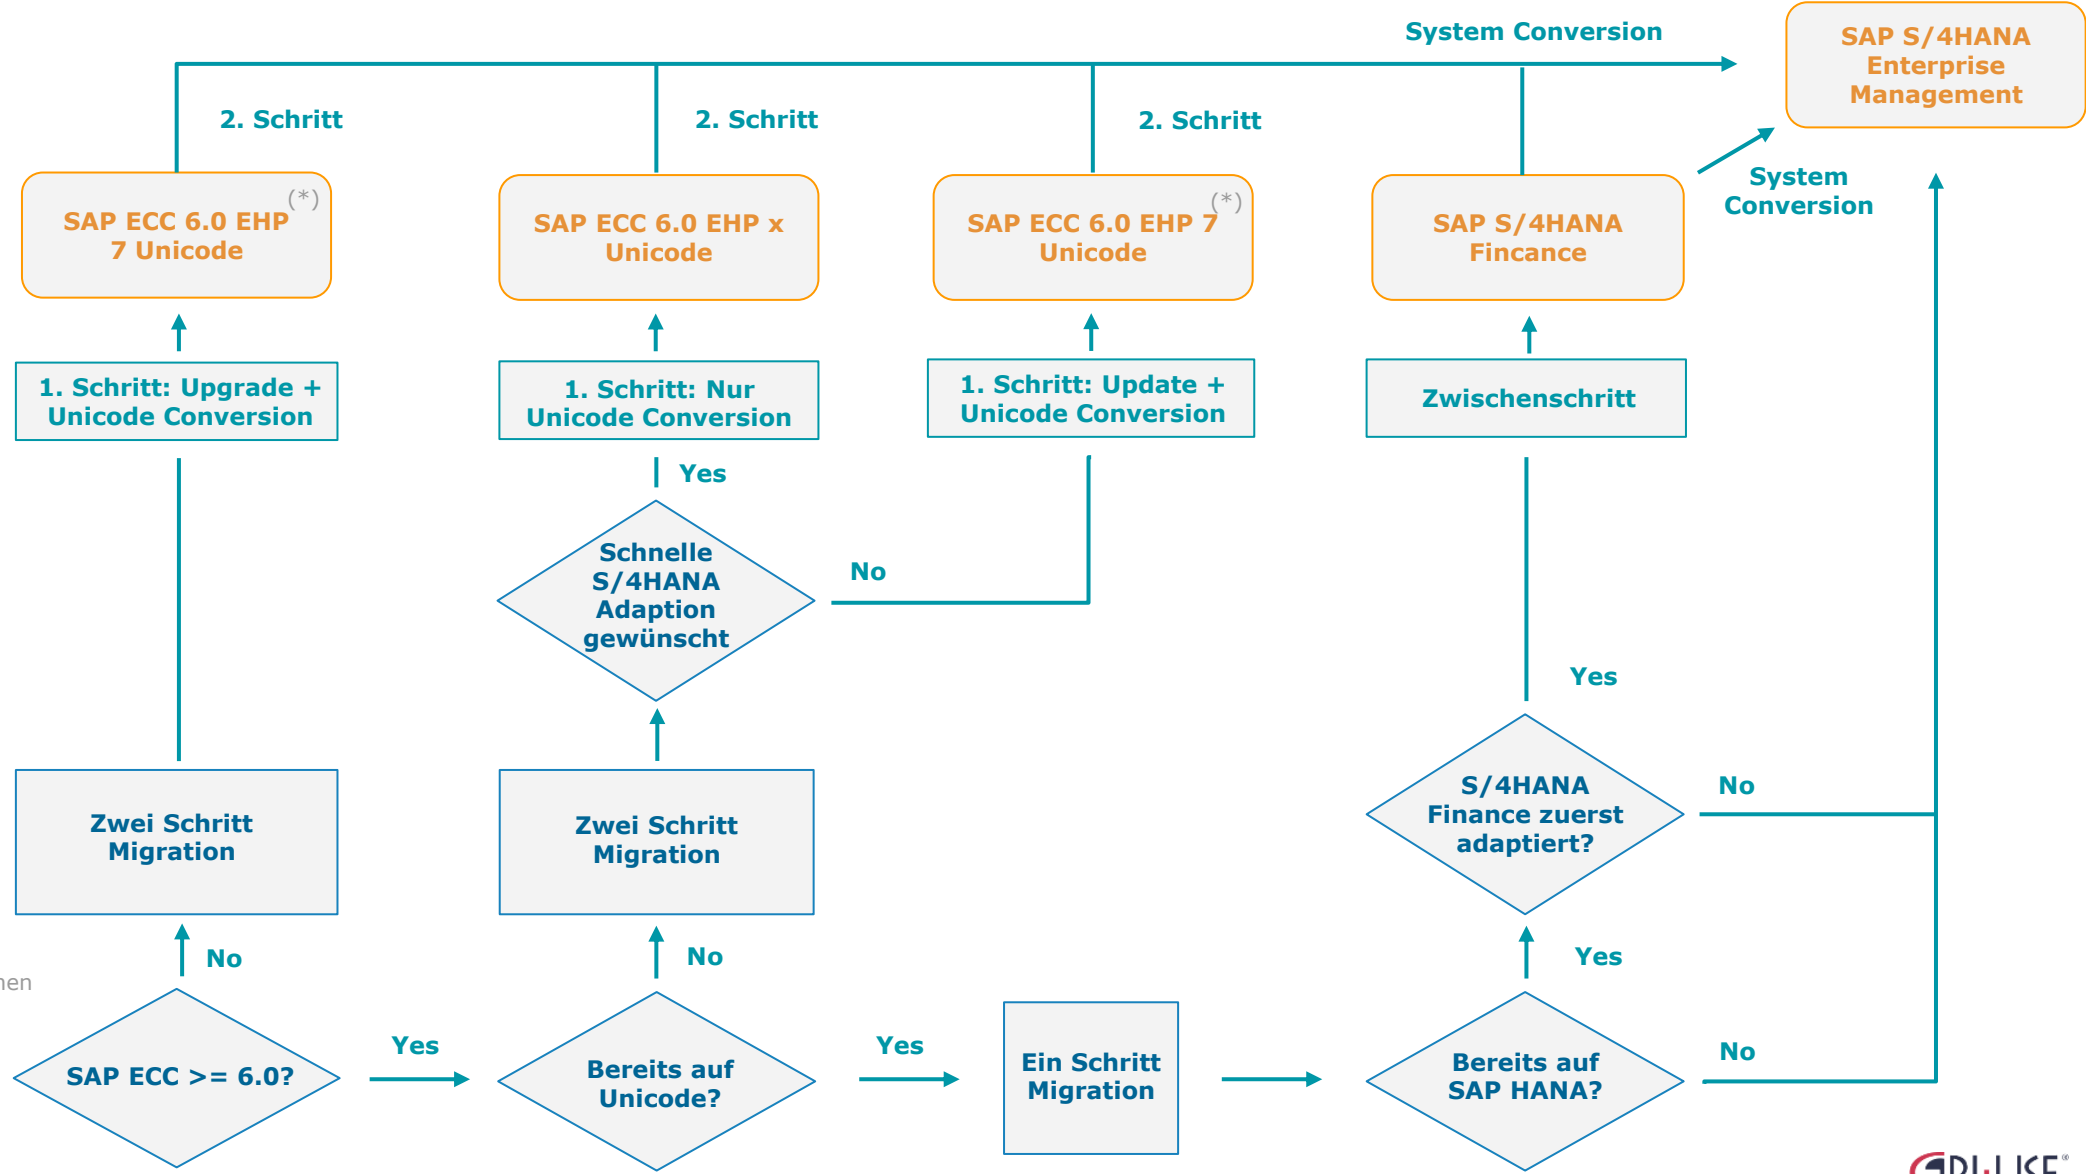 System Conversion
SAP S/4HANA
Enterprise
Management
2. Schritt
2. Schritt
2. Schritt
System
Conversion
SAP ECC 6.0 EHP (*)
7 Unicode
SAP ECC 6.0 EHP x
Unicode
SAP ECC 6.0 EHP 7 (*)
Unicode
SAP S/4HANA
Fincance
1. Schritt: Upgrade +
Unicode Conversion
1. Schritt: Nur
Unicode Conversion
1. Schritt: Update +
Unicode Conversion
Zwischenschritt
Yes
Schnelle
S/4HANA
Adaption
gewünscht
No
Yes
Zwei Schritt
Migration
Zwei Schritt
Migration
S/4HANA
Finance zuerst
adaptiert?
No
No
No
Yes
SAP ECC >= 6.0?
Yes
Bereits auf
Unicode?
Yes
Ein Schritt
Migration
Bereits auf
SAP HANA?
No